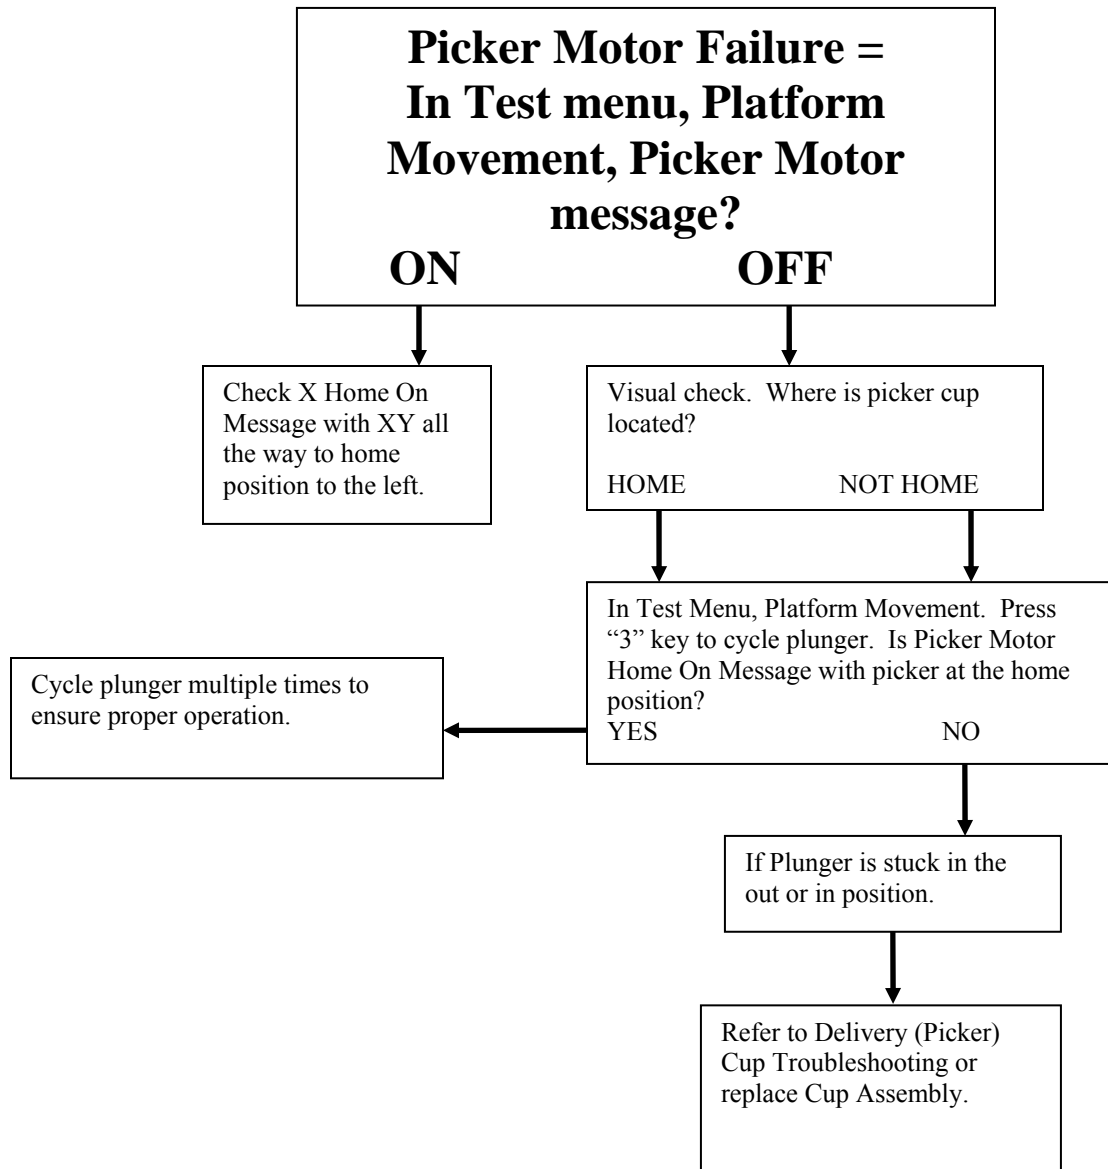 Picker Motor Failure =
In Test menu, Platform
Movement, Picker Motor
message?
ON OFF
Check X Home On
Message with XY all
the way to home
position to the left.
Visual check. Where is picker cup
located?
HOME NOT HOME
In Test Menu, Platform Movement. Press
“3” key to cycle plunger. Is Picker Motor
Home On Message with picker at the home
position?
YES NO
Cycle plunger multiple times to
ensure proper operation.
If Plunger is stuck in the
out or in position.
Refer to Delivery (Picker)
Cup Troubleshooting or
replace Cup Assembly.